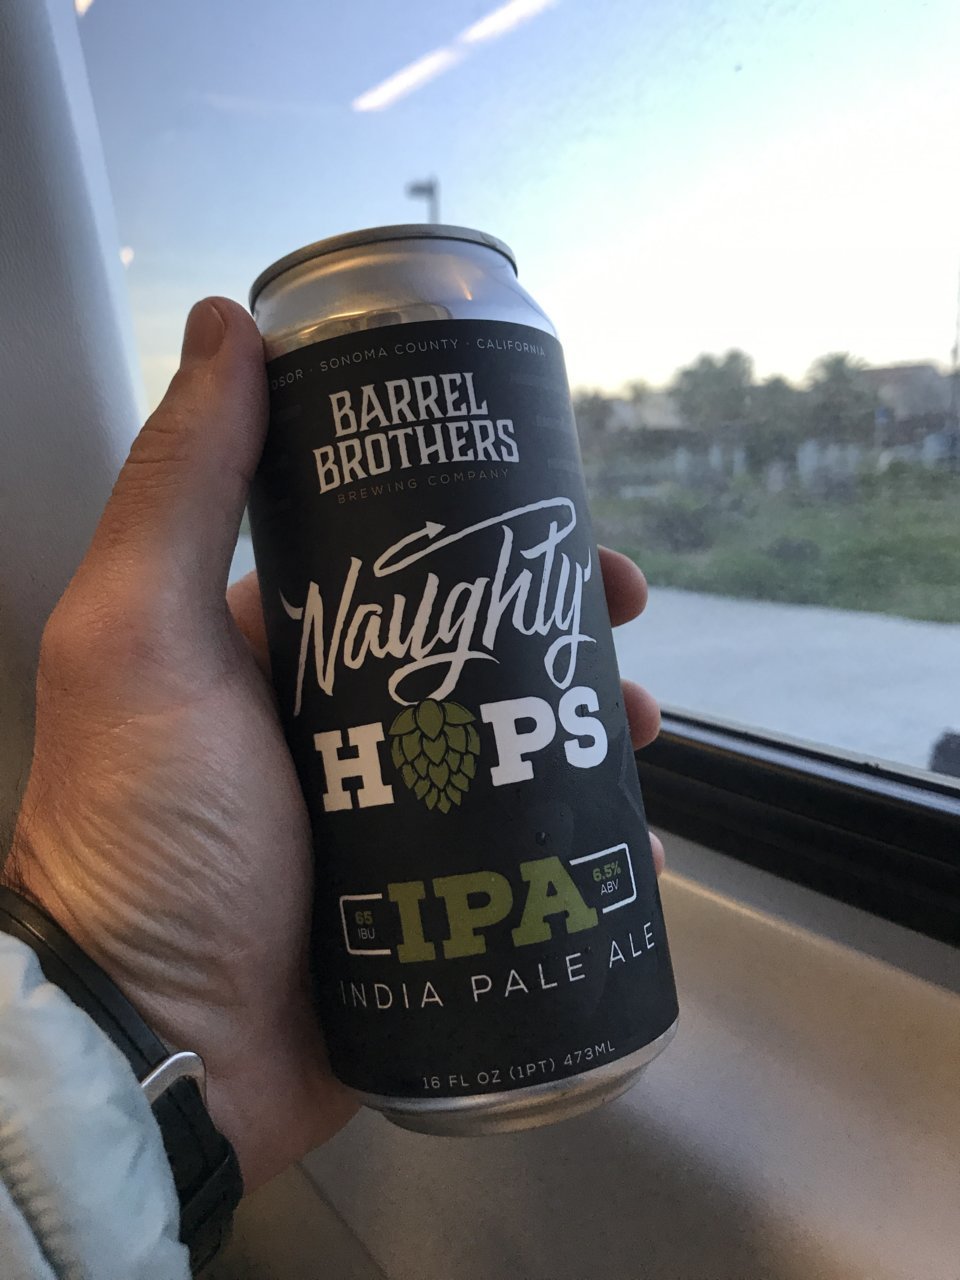 SONOMA COUNTY · CALIFORNIA
BARREL
BROTHERS
BREWING COMPANY
Naughty
HOPS
65
IBU
IPA
6.5%
ABV
INDIA PALE ALE
16 FL OZ (1PT) 473ML